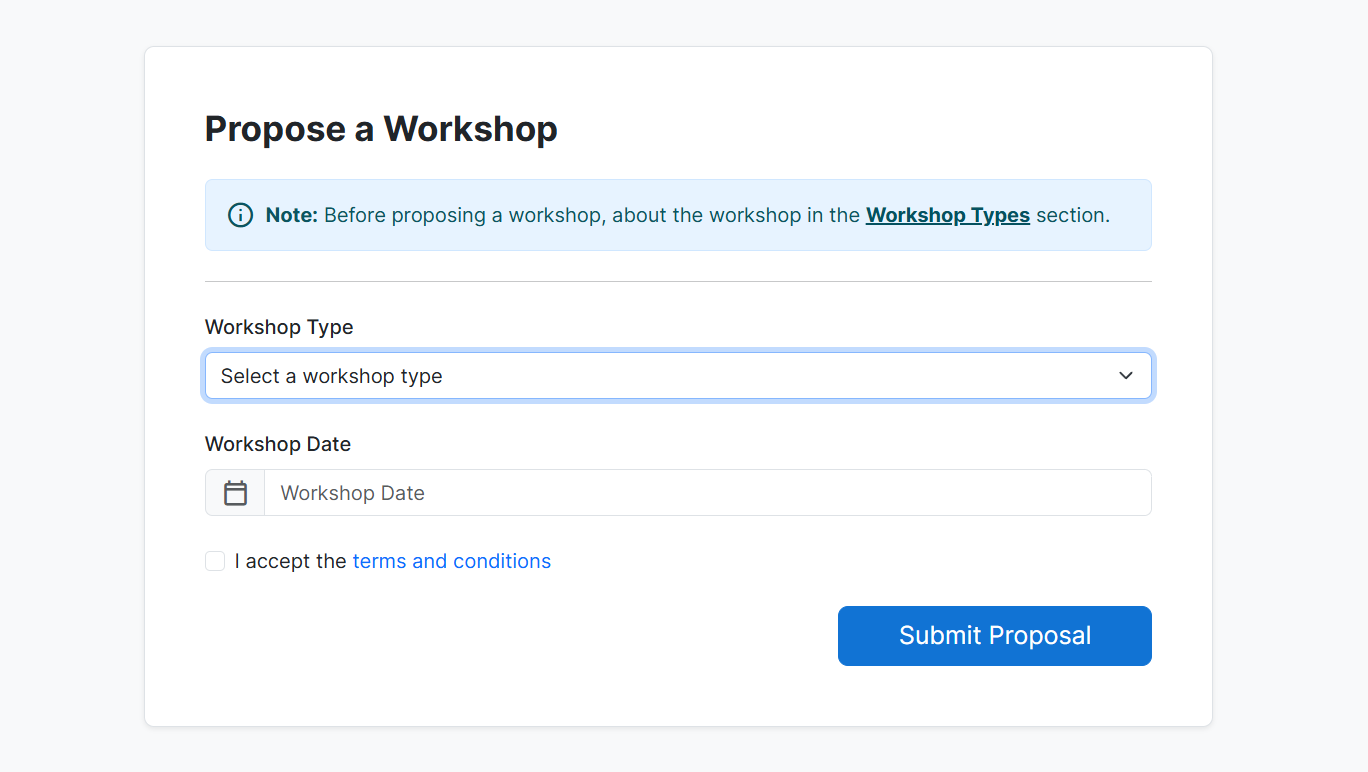 Propose a Workshop
Note: Before proposing a workshop, about the workshop in the Workshop Types section.
Workshop Type
Select a workshop type
Workshop Date
Workshop Date
I accept the terms and conditions
Submit Proposal